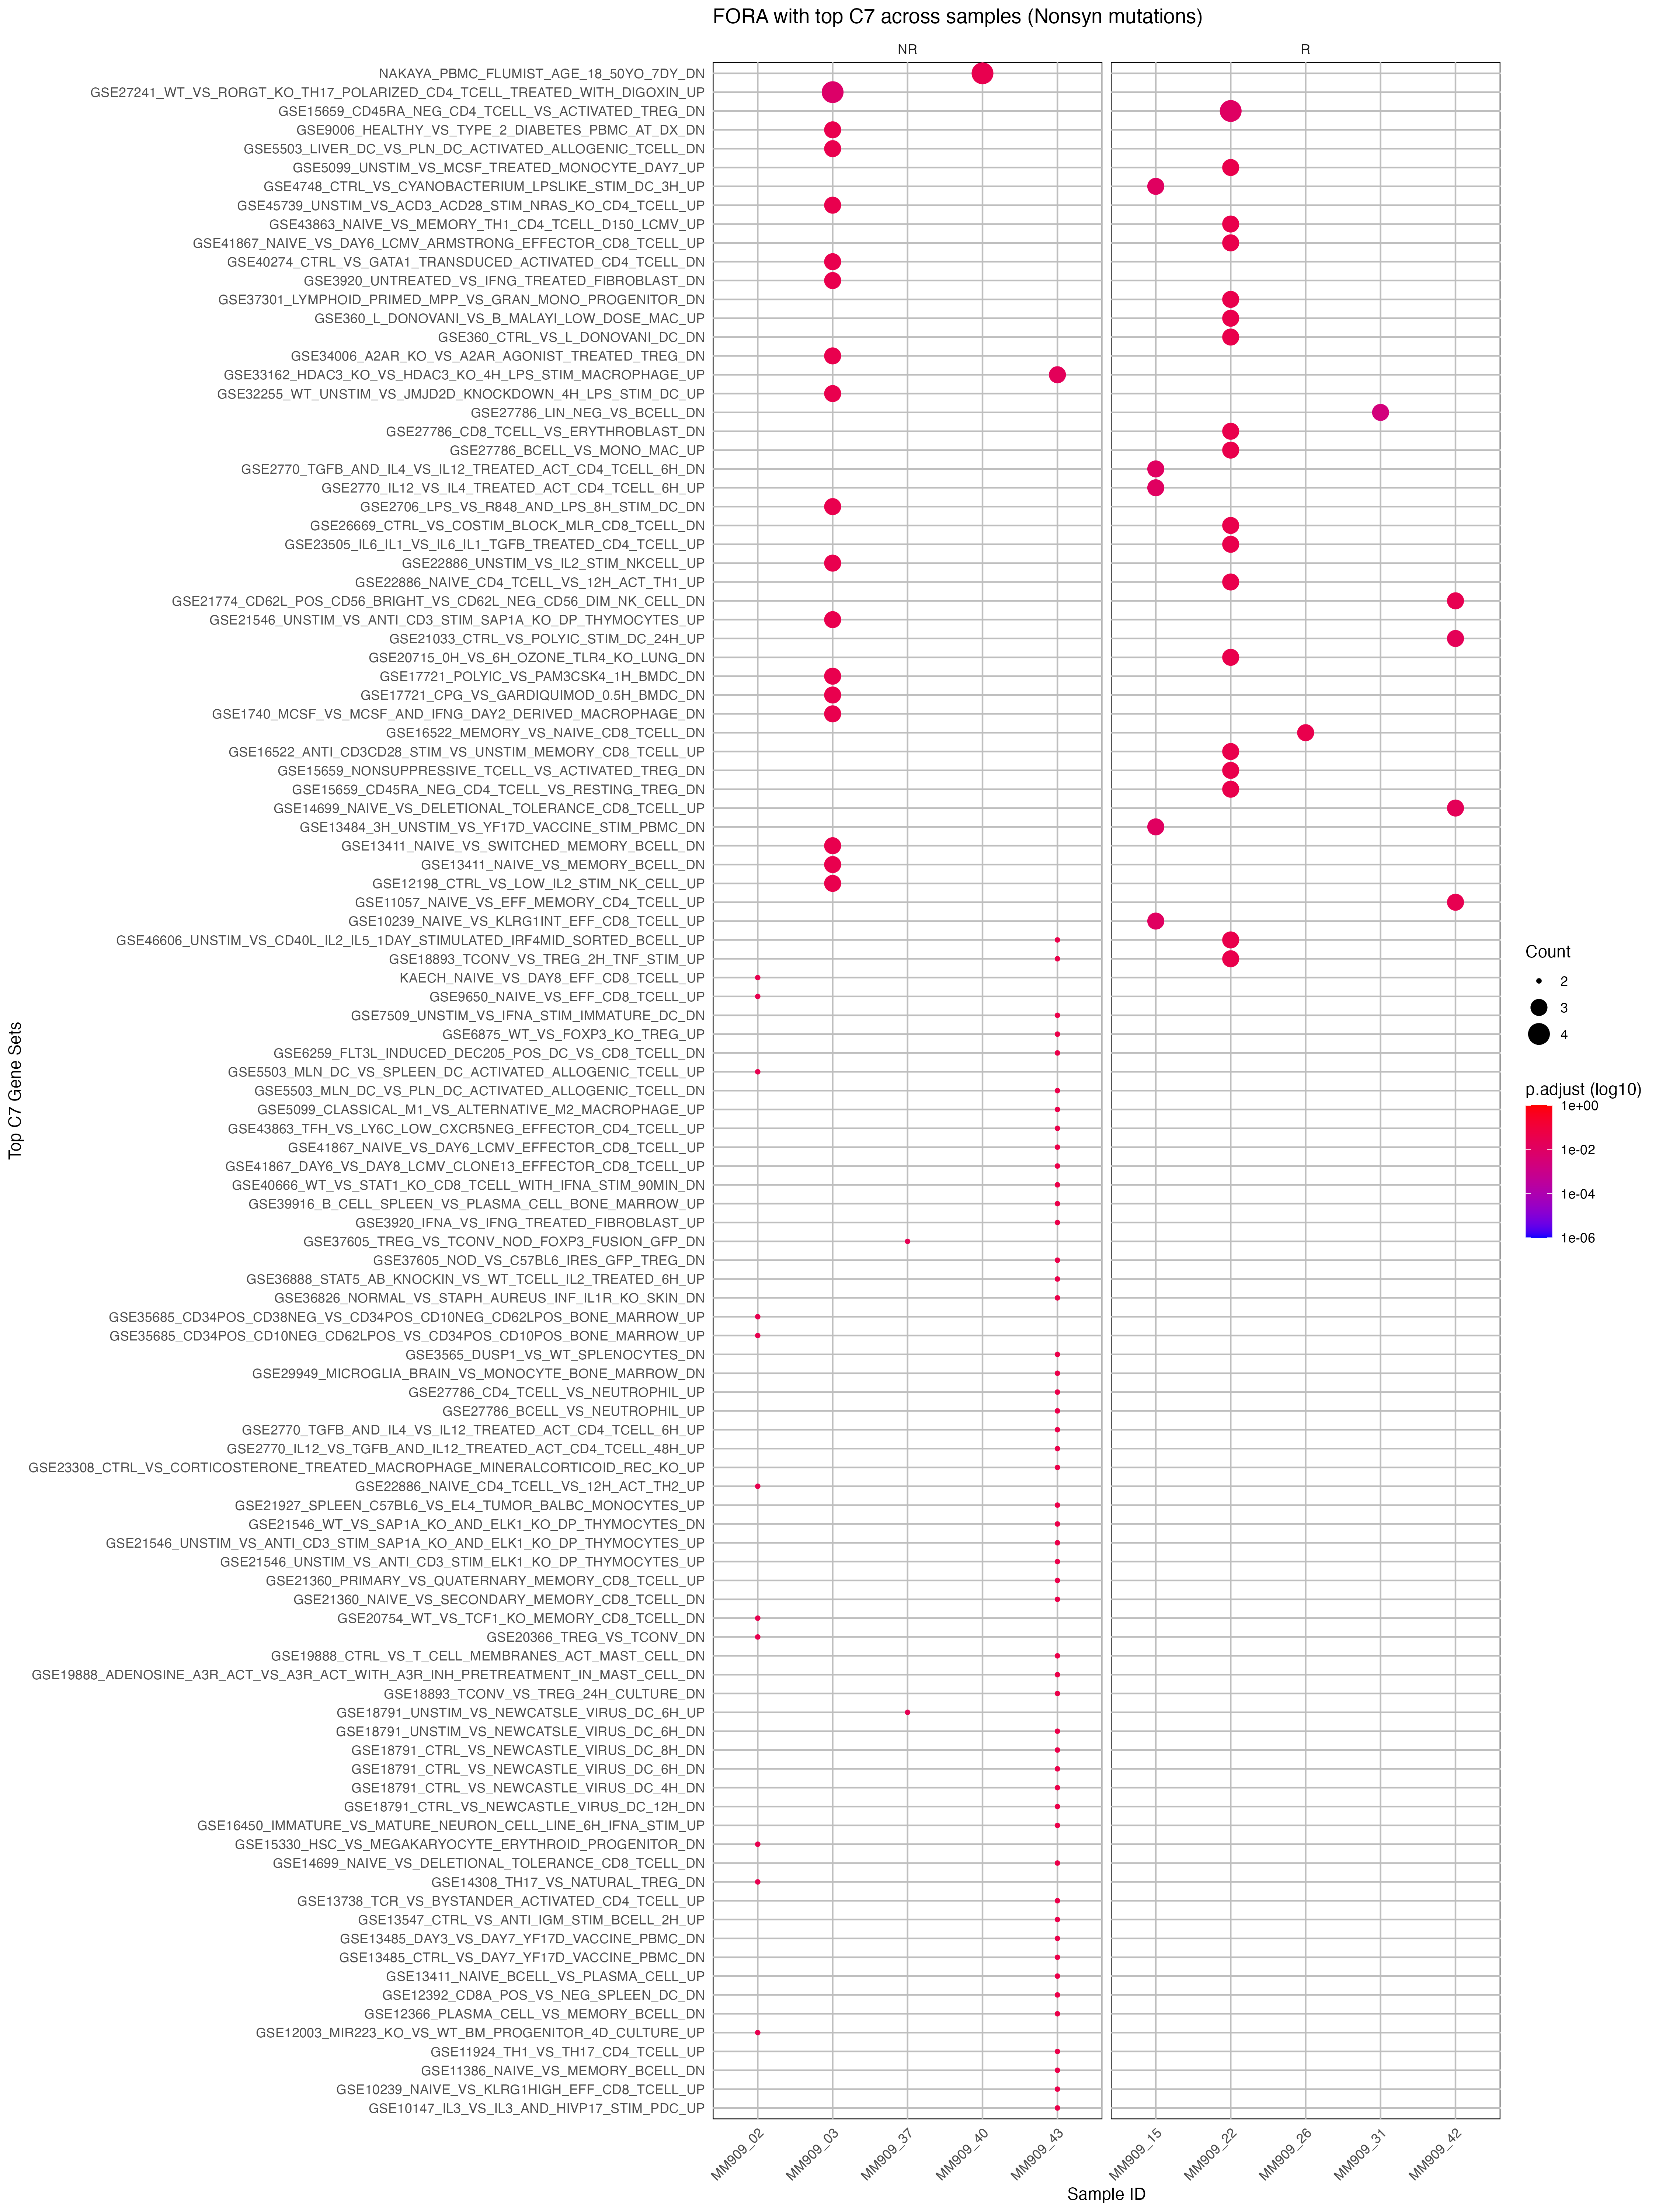 FORA with top C7 across samples (Nonsyn mutations)
NR
R
NAKAYA_PBMC_FLUMIST_AGE_18_50YO_7DY_DN
GSE27241_WT_VS_RORGT_KO_TH17_POLARIZED_CD4_TCELL_TREATED_WITH_DIGOXIN_UP
GSE15659_CD45RA_NEG_CD4_TCELL_VS_ACTIVATED_TREG_DN
GSE9006_HEALTHY_VS_TYPE_2_DIABETES_PBMC_AT_DX_DN
GSE5503_LIVER_DC_VS_PLN_DC_ACTIVATED_ALLOGENIC_TCELL_DN
GSE5099_UNSTIM_VS_MCSF_TREATED_MONOCYTE_DAY7_UP
GSE4748_CTRL_VS_CYANOBACTERIUM_LPSLIKE_STIM_DC_3H_UP
GSE45739_UNSTIM_VS_ACD3_ACD28_STIM_NRAS_KO_CD4_TCELL_UP
GSE43863_NAIVE_VS_MEMORY_TH1_CD4_TCELL_D150_LCMV_UP
GSE41867_NAIVE_VS_DAY6_LCMV_ARMSTRONG_EFFECTOR_CD8_TCELL_UP
GSE40274_CTRL_VS_GATA1_TRANSDUCED_ACTIVATED_CD4_TCELL_DN
GSE3920_UNTREATED_VS_IFNG_TREATED_FIBROBLAST_DN
GSE37301_LYMPHOID_PRIMED_MPP_VS_GRAN_MONO_PROGENITOR_DN
GSE360_L_DONOVANI_VS_B_MALAYI_LOW_DOSE_MAC_UP
GSE360_CTRL_VS_L_DONOVANI_DC_DN
GSE34006_A2AR_KO_VS_A2AR_AGONIST_TREATED_TREG_DN
GSE33162_HDAC3_KO_VS_HDAC3_KO_4H_LPS_STIM_MACROPHAGE_UP
GSE32255_WT_UNSTIM_VS_JMJD2D_KNOCKDOWN_4H_LPS_STIM_DC_UP
GSE27786_LIN_NEG_VS_BCELL_DN
GSE27786_CD8_TCELL_VS_ERYTHROBLAST_DN
GSE27786_BCELL_VS_MONO_MAC_UP
GSE2770_TGFB_AND_IL4_VS_IL12_TREATED_ACT_CD4_TCELL_6H_DN
GSE2770_IL12_VS_IL4_TREATED_ACT_CD4_TCELL_6H_UP
GSE2706_LPS_VS_R848_AND_LPS_8H_STIM_DC_DN
GSE26669_CTRL_VS_COSTIM_BLOCK_MLR_CD8_TCELL_DN
GSE23505_IL6_IL1_VS_IL6_IL1_TGFB_TREATED_CD4_TCELL_UP
GSE22886_UNSTIM_VS_IL2_STIM_NKCELL_UP
GSE22886_NAIVE_CD4_TCELL_VS_12H_ACT_TH1_UP
GSE21774_CD62L_POS_CD56_BRIGHT_VS_CD62L_NEG_CD56_DIM_NK_CELL_DN
GSE21546_UNSTIM_VS_ANTI_CD3_STIM_SAP1A_KO_DP_THYMOCYTES_UP
GSE21033_CTRL_VS_POLYIC_STIM_DC_24H_UP
GSE20715_0H_VS_6H_OZONE_TLR4_KO_LUNG_DN
GSE17721_POLYIC_VS_PAM3CSK4_1H_BMDC_DN
GSE17721_CPG_VS_GARDIQUIMOD_0.5H_BMDC_DN
GSE1740_MCSF_VS_MCSF_AND_IFNG_DAY2_DERIVED_MACROPHAGE_DN
GSE16522_MEMORY_VS_NAIVE_CD8_TCELL_DN
GSE16522_ANTI_CD3CD28_STIM_VS_UNSTIM_MEMORY_CD8_TCELL_UP
GSE15659_NONSUPPRESSIVE_TCELL_VS_ACTIVATED_TREG_DN
GSE15659_CD45RA_NEG_CD4_TCELL_VS_RESTING_TREG_DN
GSE14699_NAIVE_VS_DELETIONAL_TOLERANCE_CD8_TCELL_UP
GSE13484_3H_UNSTIM_VS_YF17D_VACCINE_STIM_PBMC_DN
GSE13411_NAIVE_VS_SWITCHED_MEMORY_BCELL_DN
GSE13411_NAIVE_VS_MEMORY_BCELL_DN
GSE12198_CTRL_VS_LOW_IL2_STIM_NK_CELL_UP
GSE11057_NAIVE_VS_EFF_MEMORY_CD4_TCELL_UP
GSE10239_NAIVE_VS_KLRG1INT_EFF_CD8_TCELL_UP
GSE46606_UNSTIM_VS_CD40L_IL2_IL5_1DAY_STIMULATED_IRF4MID_SORTED_BCELL_UP
GSE18893_TCONV_VS_TREG_2H_TNF_STIM_UP
KAECH_NAIVE_VS_DAY8_EFF_CD8_TCELL_UP
GSE9650_NAIVE_VS_EFF_CD8_TCELL_UP
GSE7509_UNSTIM_VS_IFNA_STIM_IMMATURE_DC_DN
GSE6875_WT_VS_FOXP3_KO_TREG_UP
GSE6259_FLT3L_INDUCED_DEC205_POS_DC_VS_CD8_TCELL_DN
GSE5503_MLN_DC_VS_SPLEEN_DC_ACTIVATED_ALLOGENIC_TCELL_UP
GSE5503_MLN_DC_VS_PLN_DC_ACTIVATED_ALLOGENIC_TCELL_DN
GSE5099_CLASSICAL_M1_VS_ALTERNATIVE_M2_MACROPHAGE_UP
GSE43863_TFH_VS_LY6C_LOW_CXCR5NEG_EFFECTOR_CD4_TCELL_UP
GSE41867_NAIVE_VS_DAY6_LCMV_EFFECTOR_CD8_TCELL_UP
GSE41867_DAY6_VS_DAY8_LCMV_CLONE13_EFFECTOR_CD8_TCELL_UP
GSE40666_WT_VS_STAT1_KO_CD8_TCELL_WITH_IFNA_STIM_90MIN_DN
GSE39916_B_CELL_SPLEEN_VS_PLASMA_CELL_BONE_MARROW_UP
GSE3920_IFNA_VS_IFNG_TREATED_FIBROBLAST_UP
GSE37605_TREG_VS_TCONV_NOD_FOXP3_FUSION_GFP_DN
GSE37605_NOD_VS_C57BL6_IRES_GFP_TREG_DN
GSE36888_STAT5_AB_KNOCKIN_VS_WT_TCELL_IL2_TREATED_6H_UP
GSE36826_NORMAL_VS_STAPH_AUREUS_INF_IL1R_KO_SKIN_DN
GSE35685_CD34POS_CD38NEG_VS_CD34POS_CD10NEG_CD62LPOS_BONE_MARROW_UP
GSE35685_CD34POS_CD10NEG_CD62LPOS_VS_CD34POS_CD10POS_BONE_MARROW_UP
GSE3565_DUSP1_VS_WT_SPLENOCYTES_DN
GSE29949_MICROGLIA_BRAIN_VS_MONOCYTE_BONE_MARROW_DN
GSE27786_CD4_TCELL_VS_NEUTROPHIL_UP
GSE27786_BCELL_VS_NEUTROPHIL_UP
GSE2770_TGFB_AND_IL4_VS_IL12_TREATED_ACT_CD4_TCELL_6H_UP
GSE2770_IL12_VS_TGFB_AND_IL12_TREATED_ACT_CD4_TCELL_48H_UP
GSE23308_CTRL_VS_CORTICOSTERONE_TREATED_MACROPHAGE_MINERALCORTICOID_REC_KO_UP
GSE22886_NAIVE_CD4_TCELL_VS_12H_ACT_TH2_UP
GSE21927_SPLEEN_C57BL6_VS_EL4_TUMOR_BALBC_MONOCYTES_UP
GSE21546_WT_VS_SAP1A_KO_AND_ELK1_KO_DP_THYMOCYTES_DN
GSE21546_UNSTIM_VS_ANTI_CD3_STIM_SAP1A_KO_AND_ELK1_KO_DP_THYMOCYTES_UP
GSE21546_UNSTIM_VS_ANTI_CD3_STIM_ELK1_KO_DP_THYMOCYTES_UP
GSE21360_PRIMARY_VS_QUATERNARY_MEMORY_CD8_TCELL_UP
GSE21360_NAIVE_VS_SECONDARY_MEMORY_CD8_TCELL_DN
GSE20754_WT_VS_TCF1_KO_MEMORY_CD8_TCELL_DN
GSE20366_TREG_VS_TCONV_DN
GSE19888_CTRL_VS_T_CELL_MEMBRANES_ACT_MAST_CELL_DN
GSE19888_ADENOSINE_A3R_ACT_VS_A3R_ACT_WITH_A3R_INH_PRETREATMENT_IN_MAST_CELL_DN
GSE18893_TCONV_VS_TREG_24H_CULTURE_DN
GSE18791_UNSTIM_VS_NEWCATSLE_VIRUS_DC_6H_UP
GSE18791_UNSTIM_VS_NEWCATSLE_VIRUS_DC_6H_DN
GSE18791_CTRL_VS_NEWCASTLE_VIRUS_DC_8H_DN
GSE18791_CTRL_VS_NEWCASTLE_VIRUS_DC_6H_DN
GSE18791_CTRL_VS_NEWCASTLE_VIRUS_DC_4H_DN
GSE18791_CTRL_VS_NEWCASTLE_VIRUS_DC_12H_DN
GSE16450_IMMATURE_VS_MATURE_NEURON_CELL_LINE_6H_IFNA_STIM_UP
GSE15330_HSC_VS_MEGAKARYOCYTE_ERYTHROID_PROGENITOR_DN
GSE14699_NAIVE_VS_DELETIONAL_TOLERANCE_CD8_TCELL_DN
GSE14308_TH17_VS_NATURAL_TREG_DN
GSE13738_TCR_VS_BYSTANDER_ACTIVATED_CD4_TCELL_UP
GSE13547_CTRL_VS_ANTI_IGM_STIM_BCELL_2H_UP
GSE13485_DAY3_VS_DAY7_YF17D_VACCINE_PBMC_DN
GSE13485_CTRL_VS_DAY7_YF17D_VACCINE_PBMC_DN
GSE13411_NAIVE_BCELL_VS_PLASMA_CELL_UP
GSE12392_CD8A_POS_VS_NEG_SPLEEN_DC_DN
GSE12366_PLASMA_CELL_VS_MEMORY_BCELL_DN
GSE12003_MIR223_KO_VS_WT_BM_PROGENITOR_4D_CULTURE_UP
GSE11924_TH1_VS_TH17_CD4_TCELL_UP
GSE11386_NAIVE_VS_MEMORY_BCELL_DN
GSE10239_NAIVE_VS_KLRG1HIGH_EFF_CD8_TCELL_UP
GSE10147_IL3_VS_IL3_AND_HIVP17_STIM_PDC_UP
Top C7 Gene Sets
MM909_02
MM909_03
MM909_37
MM909_40
MM909_43
MM909_15
MM909_22
MM909_26
MM909_31
MM909_42
Sample ID
Count
2
3
4
p.adjust (log10)
1e+00
1e-02
1e-04
1e-06